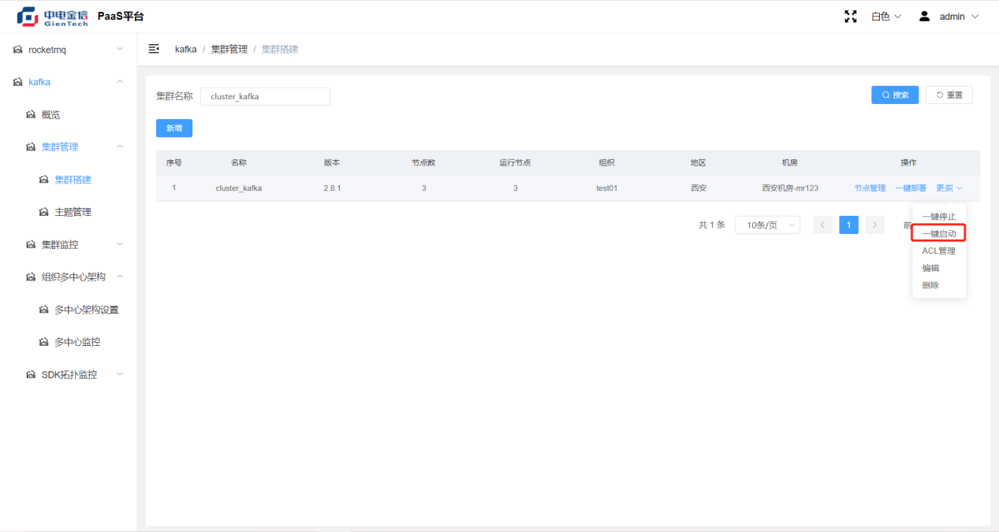 中电金信 GienTech PaaS平台 白色 admin
rocketmq
kafka
概览
集群管理
集群搭建
主题管理
集群监控
组织多中心架构
多中心架构设置
多中心监控
SDK拓扑监控
kafka / 集群管理 / 集群搭建
集群名称 cluster_kafka 搜索 重置
新增
序号 名称 版本 节点数 运行节点 组织 地区 机房 操作
1 cluster_kafka 2.8.1 3 3 test01 西安 西安机房-mr123 节点管理 一键部署 更多
共 1 条 10条/页 < 1 > 前
一键停止
一键启动
ACL管理
编辑
删除